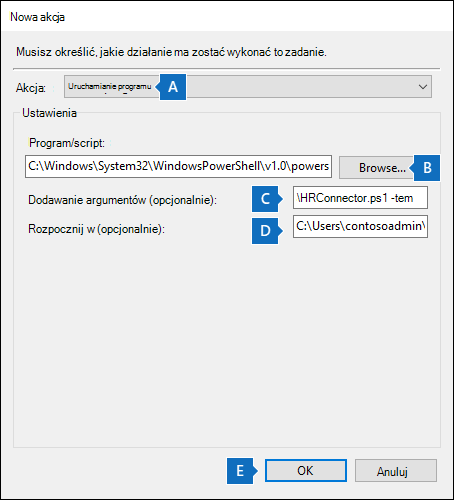 Nowa akcja
Musisz określić, jakie działanie ma zostać wykonać to zadanie.
Akcja: Uruchamianie programu A
Ustawienia
Program/script:
C:\Windows\System32\WindowsPowerShell\v1.0\powers Browse... B
Dodawanie argumentów (opcjonalnie): C \HRConnector.ps1 -tem
Rozpocznij w (opcjonalnie): D C:\Users\contosoadmin\
E OK Anuluj